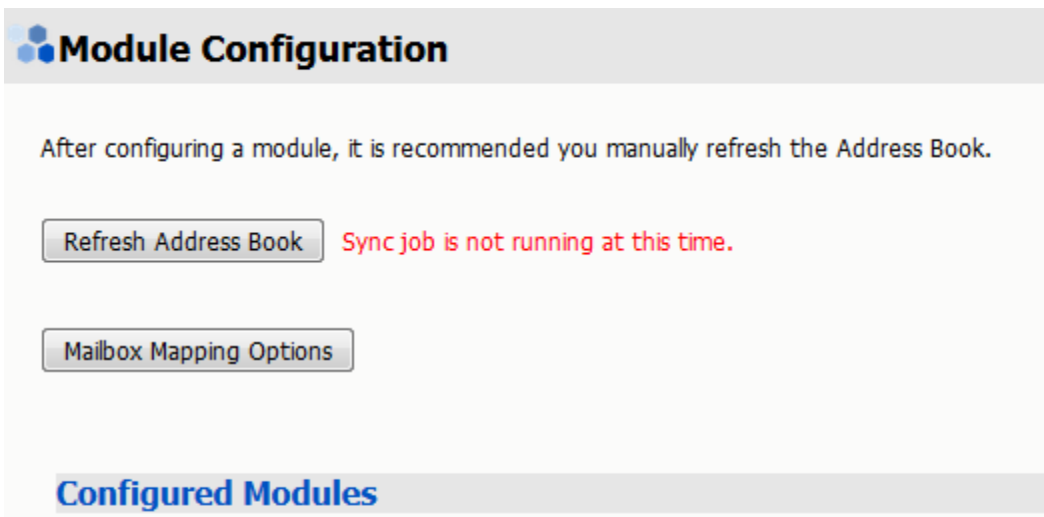 Module Configuration
After configuring a module, it is recommended you manually refresh the Address Book.
Refresh Address Book Sync job is not running at this time.
Mailbox Mapping Options
Configured Modules